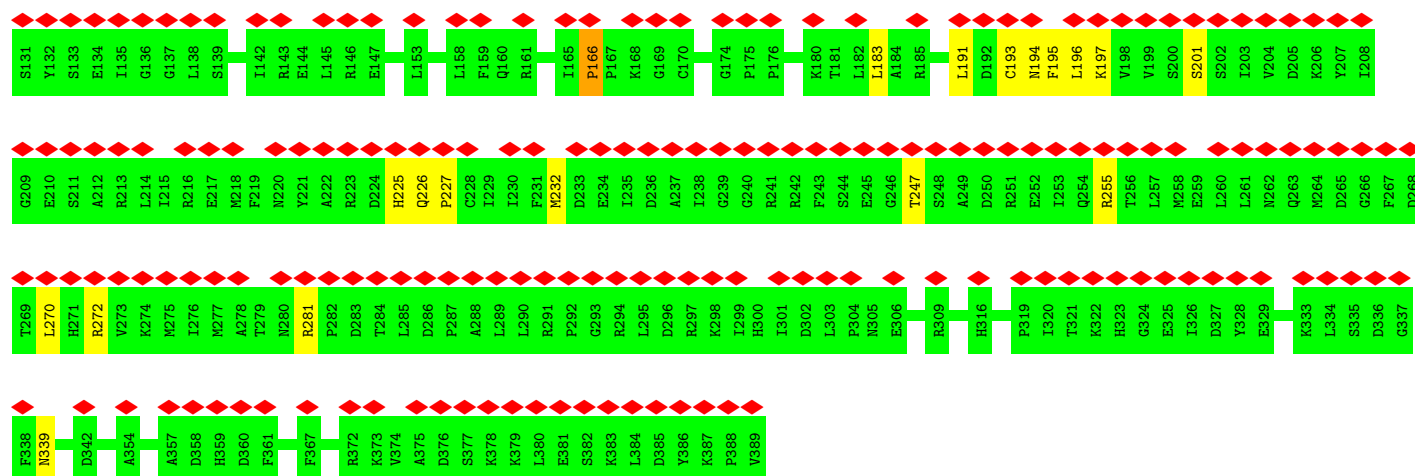 S131 Y132 S133 E134 I135 G136 G137 L138 S139 I142 R143 E144 L145 R146 E147 L153 L158 F159 Q160 R161 I165 P166 P167 K168 G169 C170 G174 P175 P176 K180 T181 L182 L183 A184 R185 L191 D192 C193 N194 F195 L196 K197 V198 V199 S200 S201 S202 I203 V204 D205 K206 Y207 I208
G209 E210 S211 A212 R213 L214 I215 R216 E217 M218 F219 N220 Y221 A222 R223 D224 H225 Q226 P227 C228 I229 I230 F231 M232 D233 E234 I235 D236 A237 I238 G239 G240 R241 R242 F243 S244 E245 G246 T247 S248 A249 D250 R251 E252 I253 Q254 R255 T256 L257 M258 E259 L260 L261 N262 Q263 M264 D265 G266 F267 D268
T269 L270 H271 R272 V273 K274 M275 I276 M277 A278 T279 N280 R281 P282 D283 T284 L285 D286 P287 A288 L289 L290 R291 P292 G293 R294 L295 D296 R297 K298 I299 H300 I301 D302 L303 P304 N305 E306 R309 H316 P319 I320 T321 K322 H323 G324 E325 I326 D327 Y328 E329 K333 L334 S335 D336 G337
F338 N339 D342 A354 A357 D358 H359 D360 F361 F367 R372 K373 V374 A375 D376 S377 K378 K379 L380 E381 S382 K383 L384 D385 Y386 K387 P388 V389